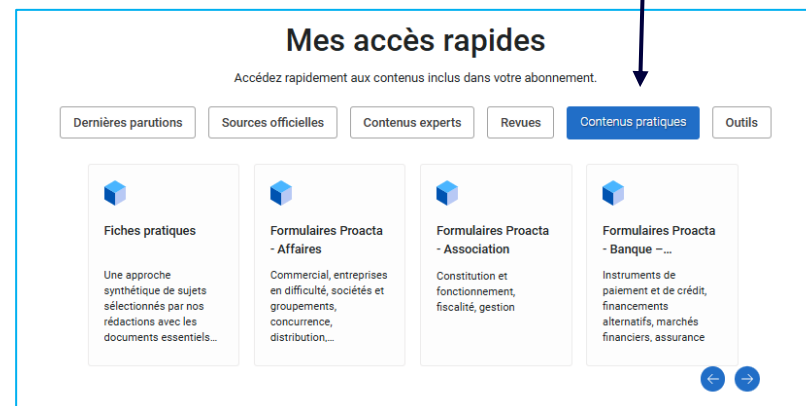 Mes accès rapides
Accédez rapidement aux contenus inclus dans votre abonnement.
Dernières parutions
Sources officielles
Contenus experts
Revues
Contenus pratiques
Outils
Fiches pratiques
Une approche
synthétique de sujets
sélectionnés par nos
rédactions avec les
documents essentiels...
Formulaires Proacta
- Affaires
Commercial, entreprises
en difficulté, sociétés et
groupements,
concurrence,
distribution,...
Formulaires Proacta
- Association
Constitution et
fonctionnement,
fiscalité, gestion
Formulaires Proacta
- Banque –...
Instruments de
paiement et de crédit,
financements
alternatifs, marchés
financiers, assurance